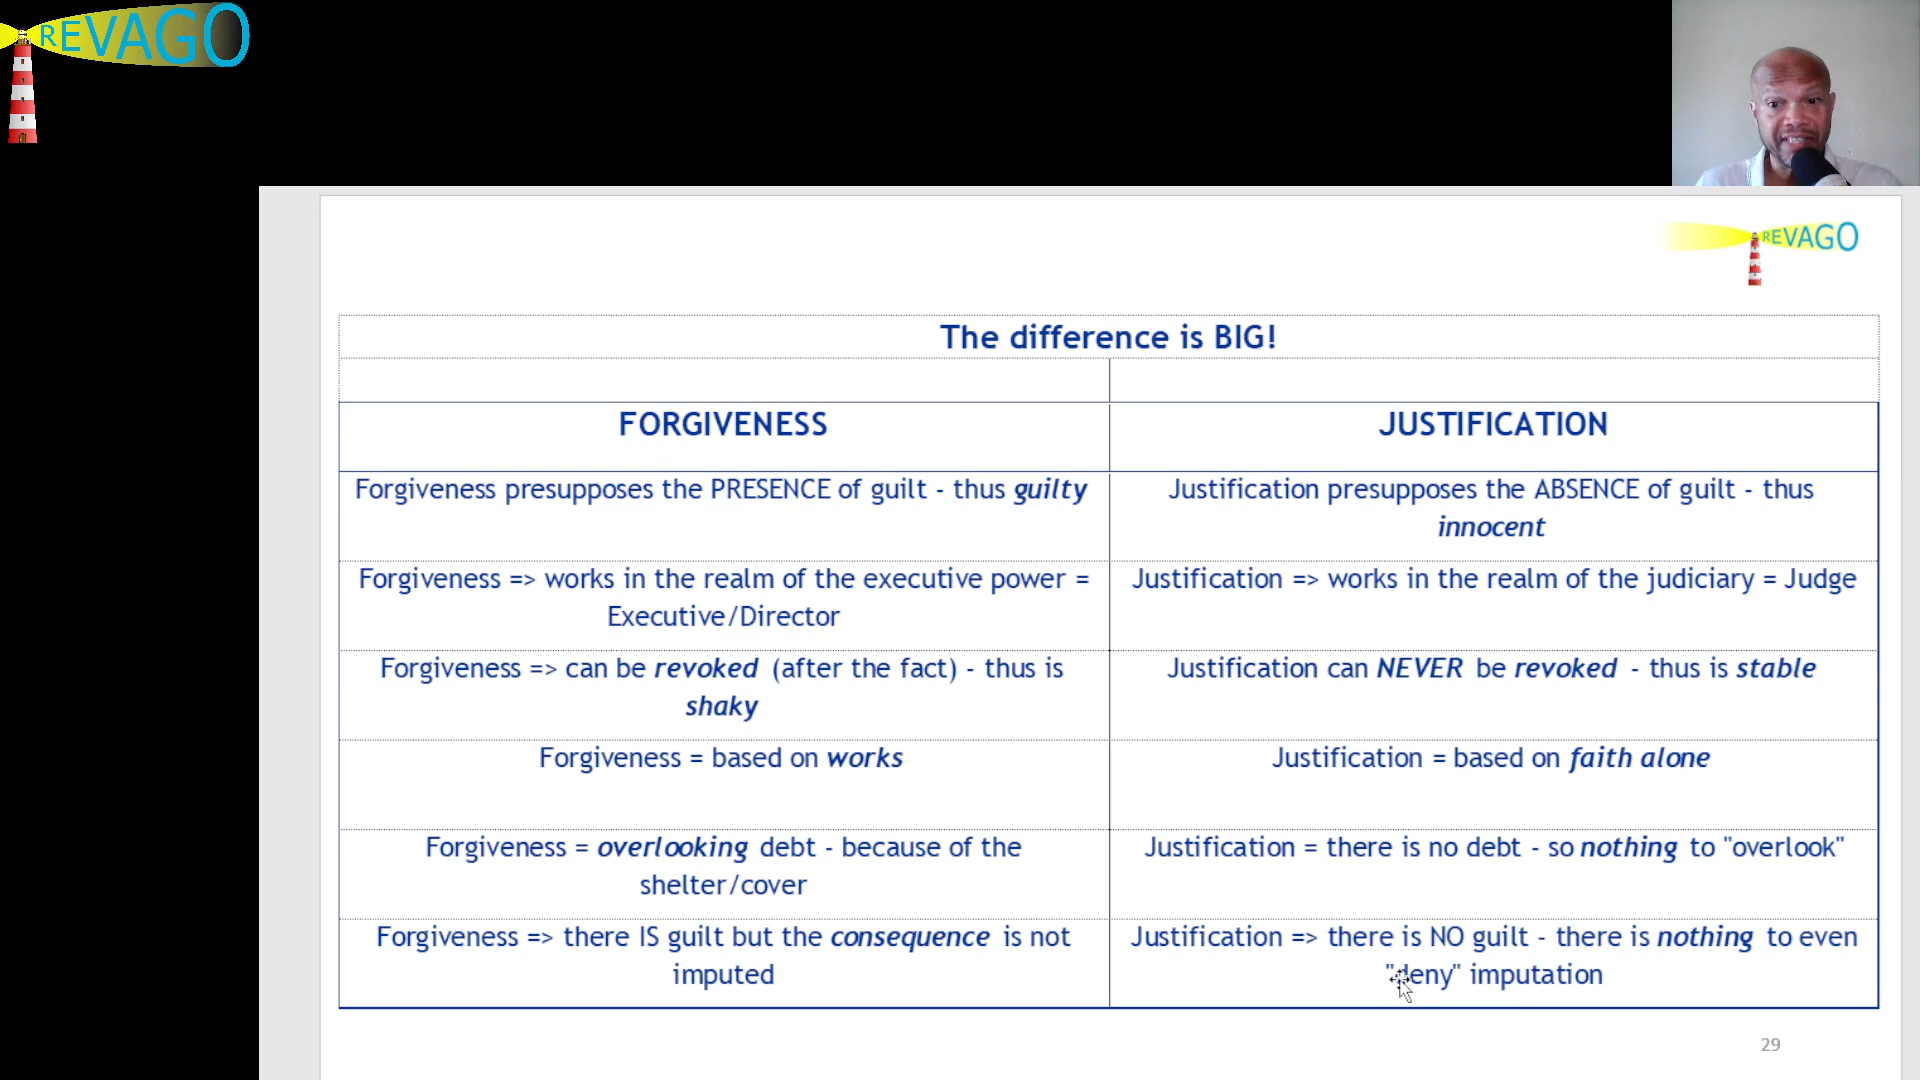 REVAGO
REVAGO
The difference is BIG!
FORGIVENESS
JUSTIFICATION
Forgiveness presupposes the PRESENCE of guilt - thus guilty
Justification presupposes the ABSENCE of guilt - thus
innocent
Forgiveness => works in the realm of the executive power =
Executive/Director
Justification => works in the realm of the judiciary = Judge
Forgiveness => can be revoked (after the fact) - thus is
shaky
Justification can NEVER be revoked - thus is stable
Forgiveness = based on works
Justification = based on faith alone
Forgiveness = overlooking debt - because of the
shelter/cover
Justification = there is no debt - so nothing to "overlook"
Forgiveness => there IS guilt but the consequence is not
imputed
Justification => there is NO guilt - there is nothing to even
"deny" imputation
29